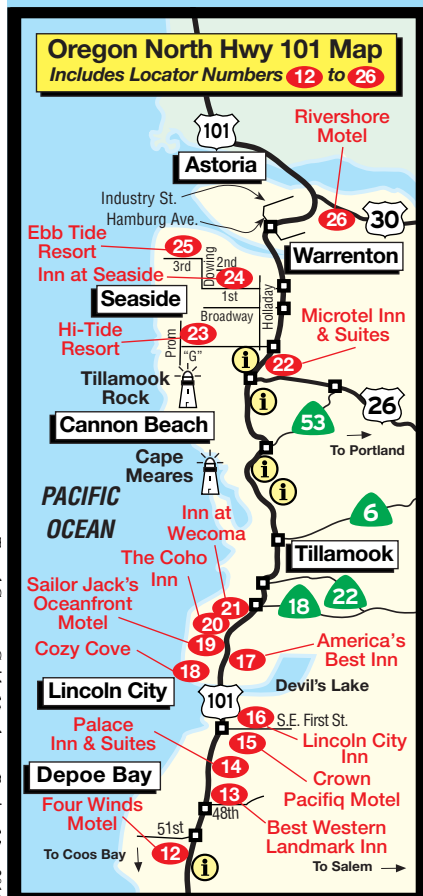 Oregon North Hwy 101 Map
Includes Locator Numbers 12 to 26
101
Astoria
Rivershore
Motel
26
30
Industry St.
Hamburg Ave.
Warrenton
Ebb Tide
Resort
25
3rd
Downing
2nd
Inn at Seaside
24
1st
Seaside
Broadway
Holladay
Hi-Tide
Resort
23
Prom
"G"
Microtel Inn
& Suites
i
22
Tillamook
Rock
i
26
53
Cannon Beach
To Portland
Cape
Meares
i
i
PACIFIC
OCEAN
6
Inn at
Wecoma
Tillamook
The Coho
Inn
22
18
21
Sailor Jack's
Oceanfront
Motel
20
19
Cozy Cove
18
17
America's
Best Inn
Devil's Lake
Lincoln City
101
16
S.E. First St.
Lincoln City
Inn
Palace
Inn & Suites
15
14
Crown
Pacifiq Motel
Depoe Bay
13
48th
Best Western
Landmark Inn
Four Winds
Motel
51st
12
To Coos Bay
i
To Salem